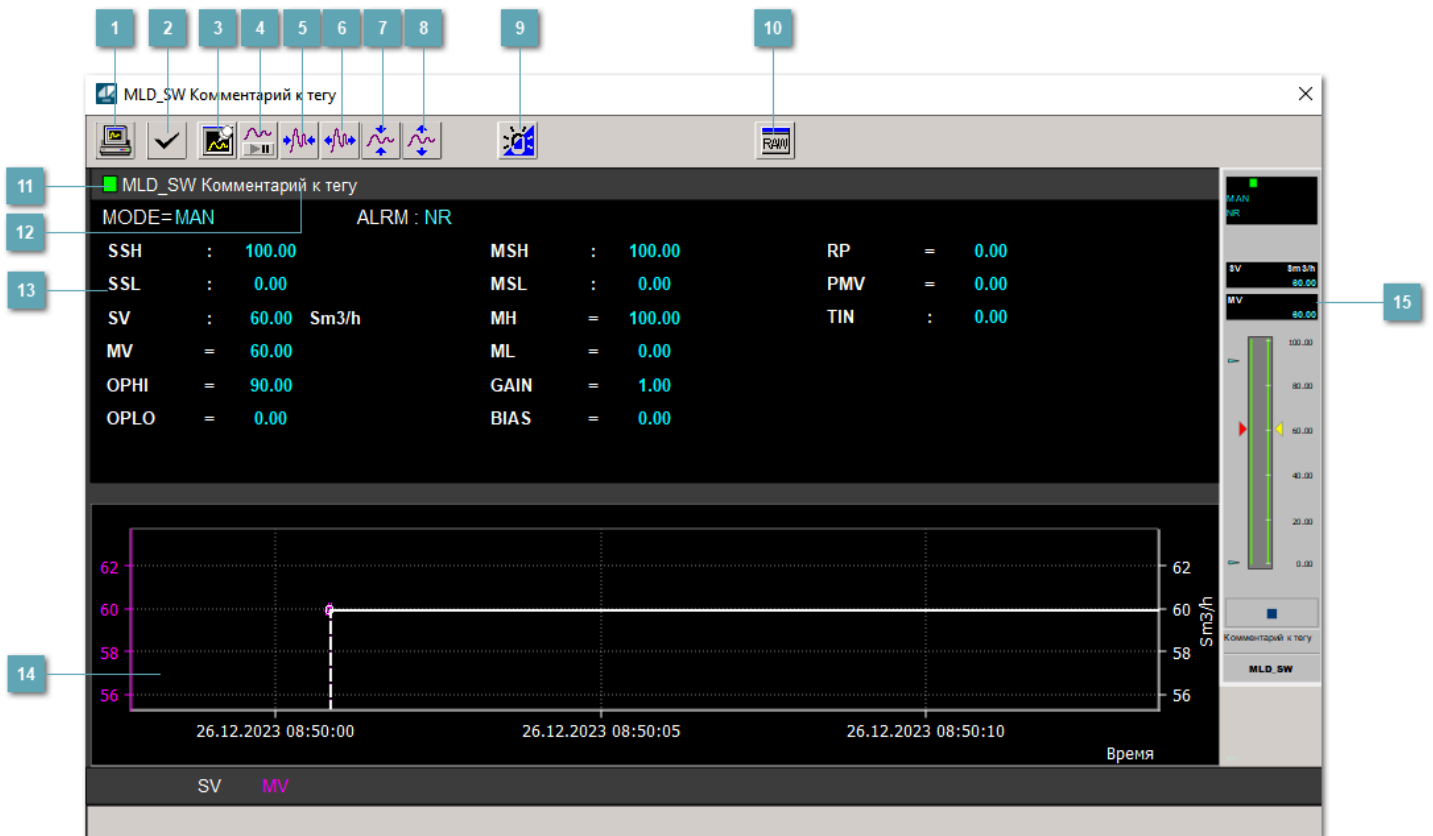 1 2 3 4 5 6 7 8 9 10
MLD_SW Комментарий к тегу
RAW
11
MLD_SW Комментарий к тегу
12
MODE=MAN ALRM : NR
SSH : 100.00 MSH : 100.00 RP = 0.00
13
SSL : 0.00 MSL : 0.00 PMV = 0.00
SV : 60.00 Sm3/h MH = 100.00 TIN : 0.00
MV = 60.00 ML = 0.00
OPHI = 90.00 GAIN = 1.00
OPLO = 0.00 BIAS = 0.00
14
62 62
60 60
58 58
56 56
Sm3/h
26.12.2023 08:50:00 26.12.2023 08:50:05 26.12.2023 08:50:10
Время
SV MV
MAN
NR
SV Sm3/h
60.00
MV
60.00
15
100.00
80.00
60.00
40.00
20.00
0.00
Комментарий к тегу
MLD_SW